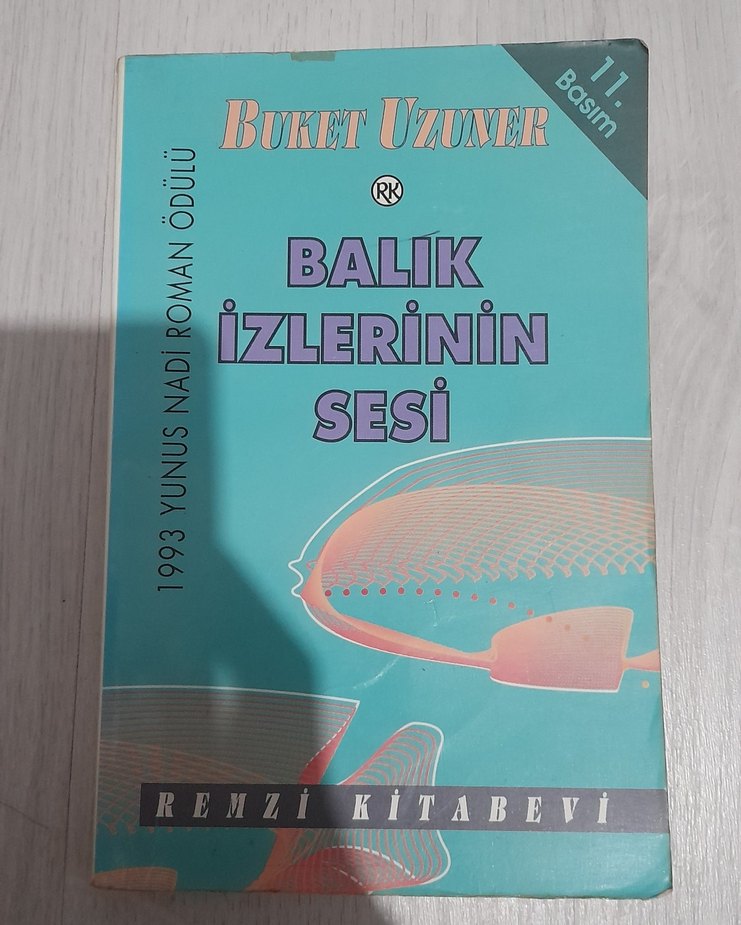 11.
Basım
BUKET UZUNER
RK
BALIK
İZLERİNİN
SESİ
1993 YUNUS NADİ ROMAN ÖDÜLÜ
REMZİ KİTABEVİ